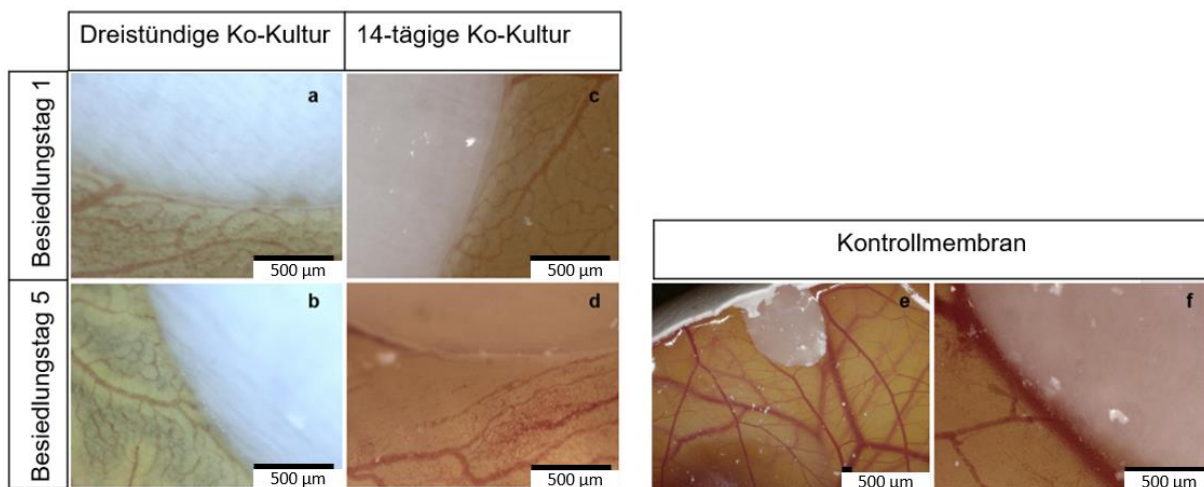 Dreistündige Ko-Kultur
14-tägige Ko-Kultur
Besiedlungstag 1
a
500 µm
c
500 µm
Besiedlungstag 5
b
500 µm
d
500 µm
Kontrollmembran
e
500 µm
f
500 µm